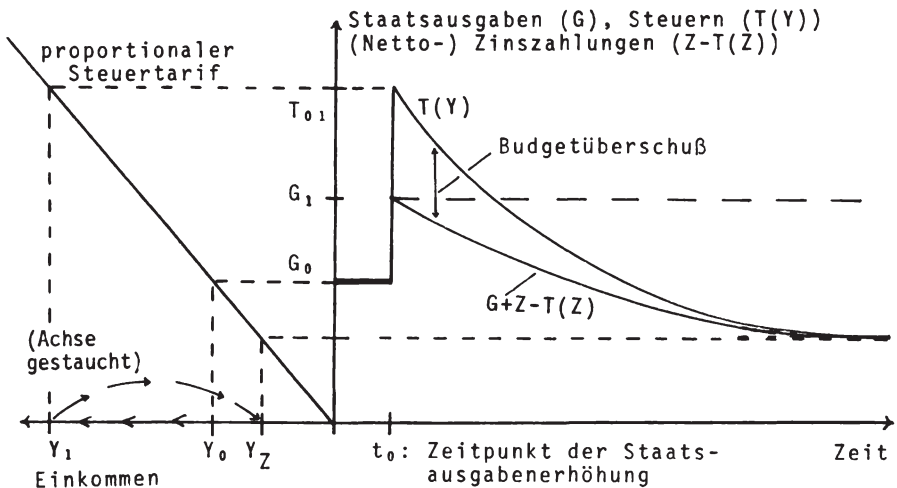 Staatsausgaben (G), Steuern (T(Y))
(Netto-) Zinszahlungen (Z-T(Z))
proportionaler
Steuertarif
T₀₁
T(Y)
Budgetüberschuß
G₁
G₀
G+Z-T(Z)
(Achse
gestaucht)
Y₁
Y₀
Y_Z
t₀: Zeitpunkt der Staats-
ausgabenerhöhung
Zeit
Einkommen